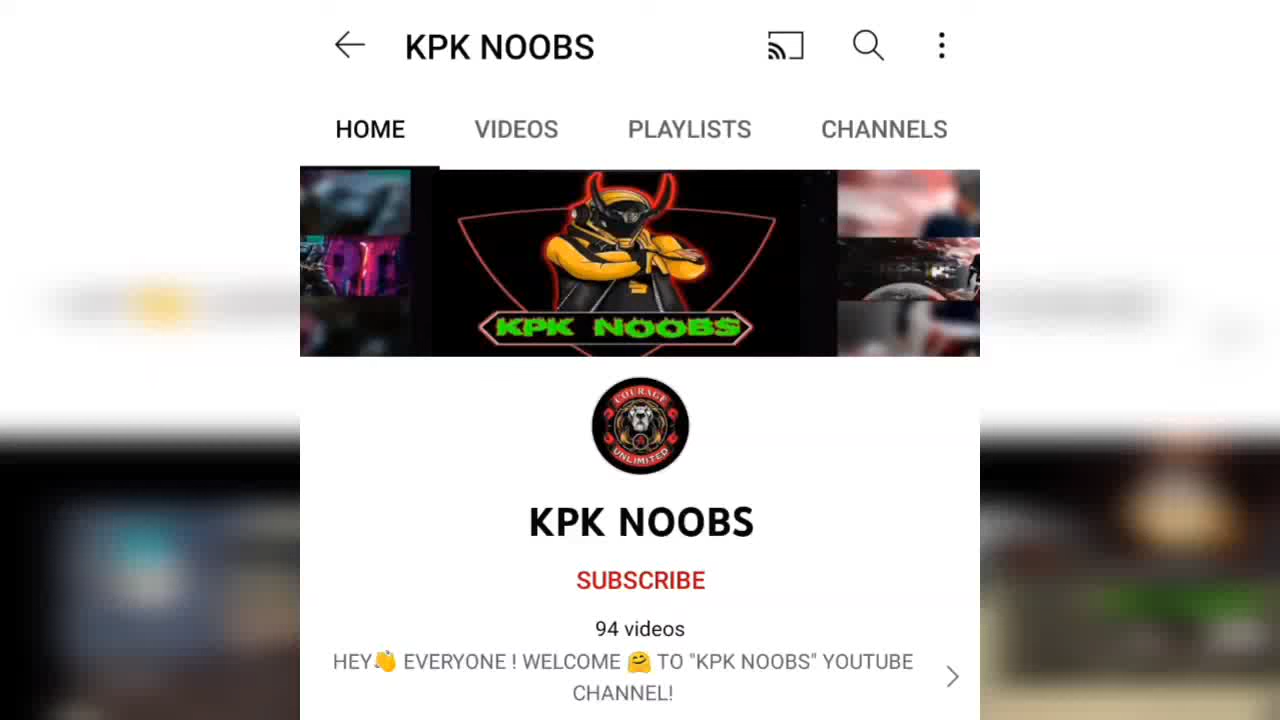 KPK NOOBS
HOME VIDEOS PLAYLISTS CHANNELS
KPK NOOBS
COURAGE
UNLIMITED
KPK NOOBS
SUBSCRIBE
94 videos
HEY👋 EVERYONE ! WELCOME 🤗 TO "KPK NOOBS" YOUTUBE
CHANNEL!